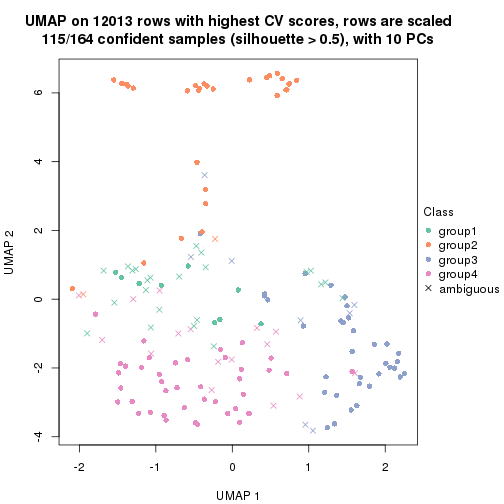 UMAP on 12013 rows with highest CV scores, rows are scaled
115/164 confident samples (silhouette > 0.5), with 10 PCs
6
4
2
0
-2
-4
UMAP 2
-2
-1
0
1
2
UMAP 1
Class
group1
group2
group3
group4
ambiguous